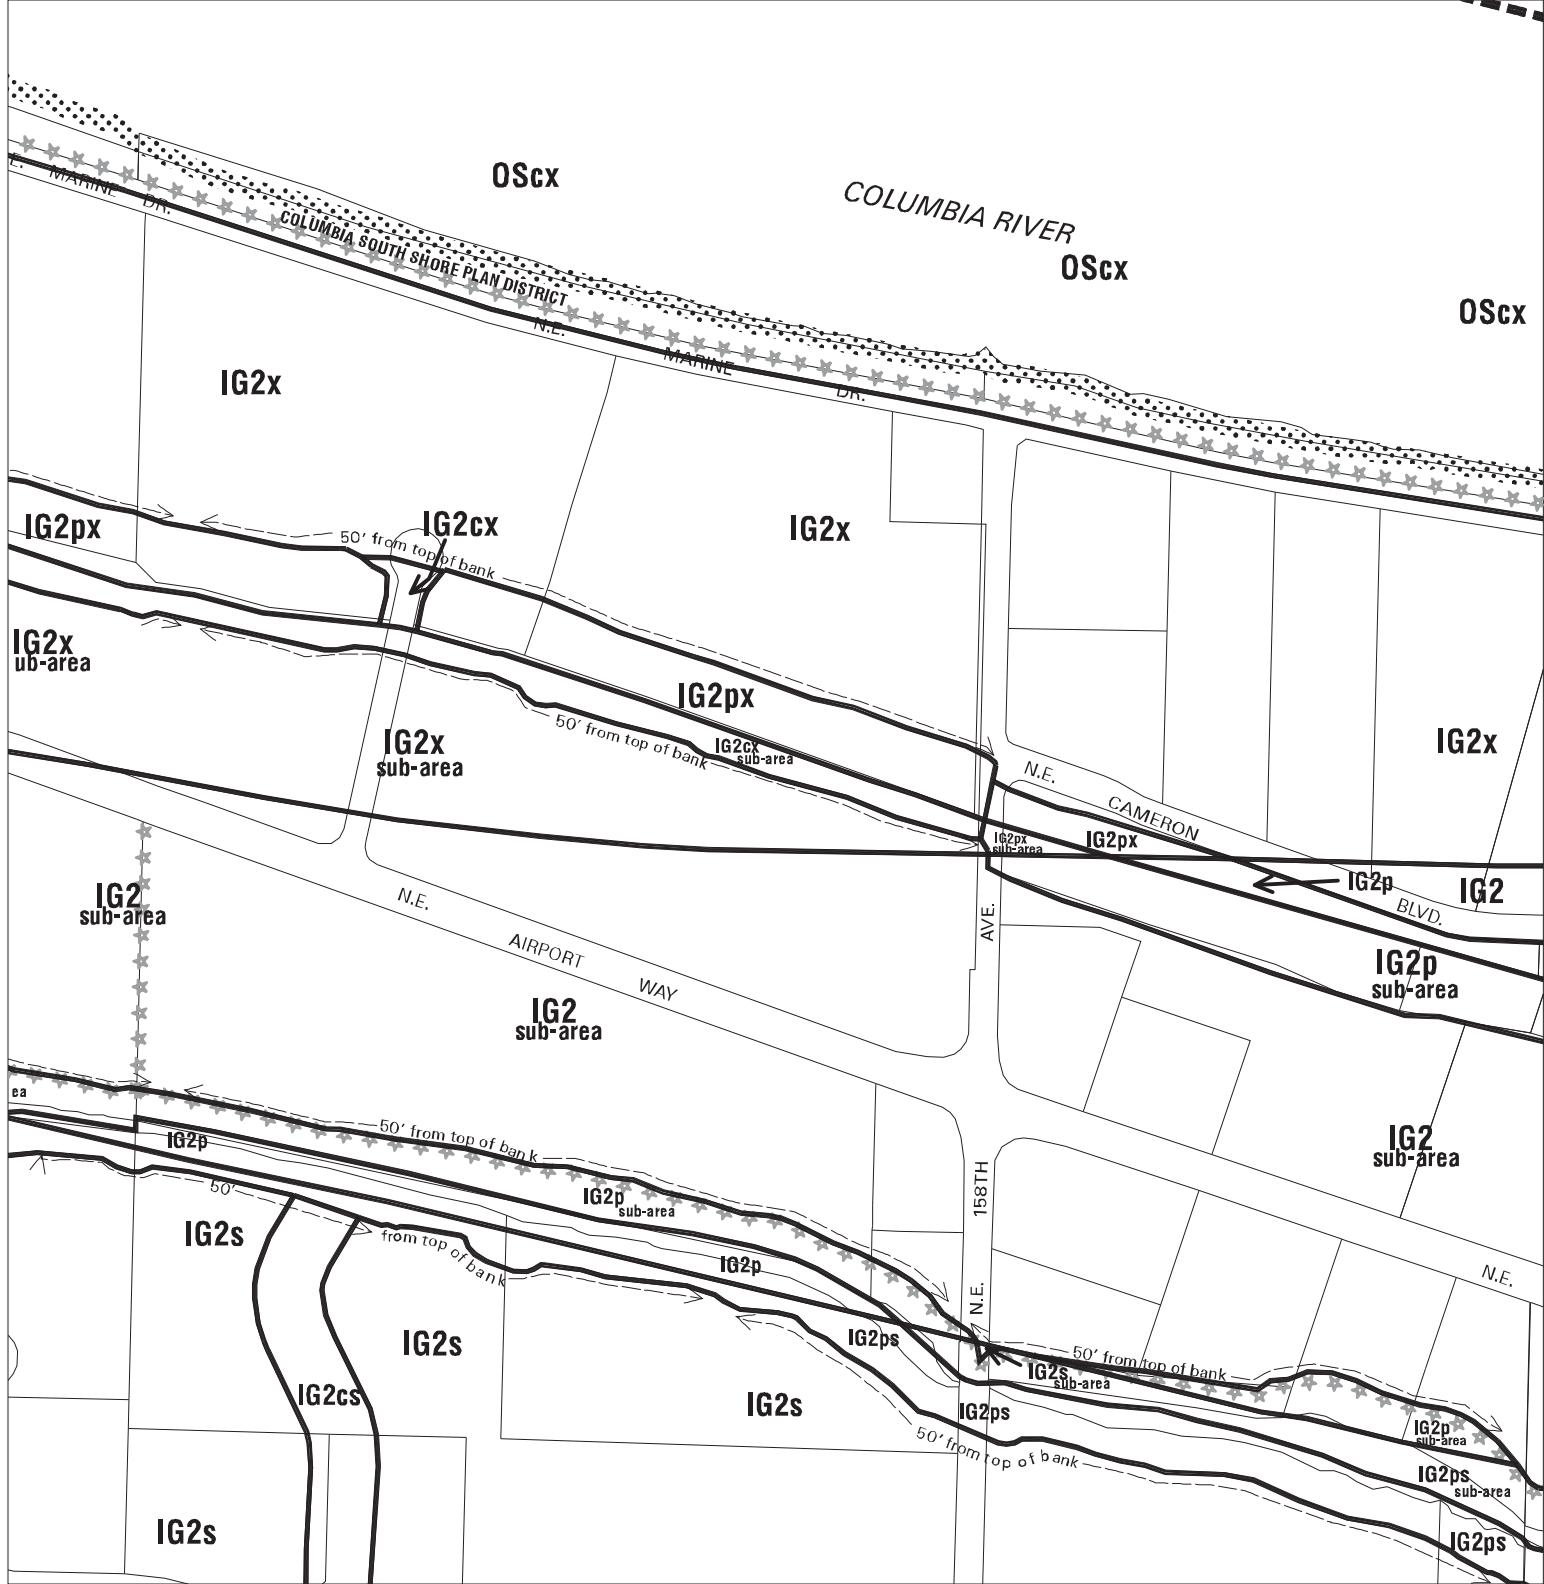 OScx
COLUMBIA RIVER
OScx
OScx
E. MARINE DR.
COLUMBIA SOUTH SHORE PLAN DISTRICT
N.E. MARINE DR.
IG2x
IG2px
50' from top of bank
IG2cx
IG2x
IG2x
ub-area
IG2px
50' from top of bank
IG2cx
sub-area
IG2x
sub-area
IG2x
N.E. CAMERON BLVD.
IG2px
sub-area
IG2px
IG2p
IG2
IG2
sub-area
N.E. AIRPORT WAY
AVE.
IG2p
sub-area
IG2
sub-area
ea
IG2p
50' from top of bank
IG2p
sub-area
IG2
sub-area
158TH
N.E.
N.E.
50' from top of bank
IG2s
IG2p
IG2s
IG2ps
50' from top of bank
IG2s
sub-area
IG2cs
IG2s
IG2ps
50' from top of bank
IG2p
sub-area
IG2ps
sub-area
IG2s
IG2ps